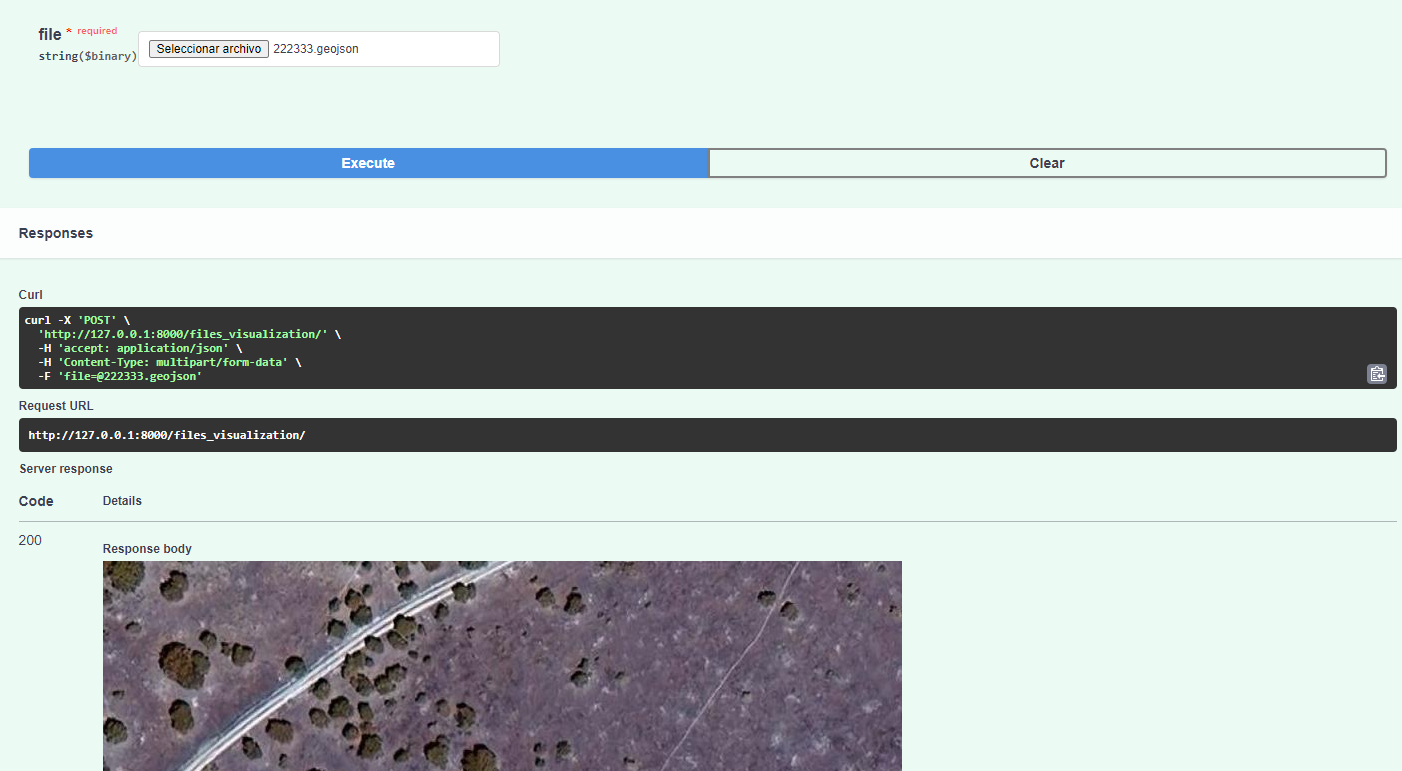 file * required
string($binary)
Seleccionar archivo 222333.geojson
Execute
Clear
Responses
Curl
curl -X 'POST' \
'http://127.0.0.1:8000/files_visualization/' \
-H 'accept: application/json' \
-H 'Content-Type: multipart/form-data' \
-F 'file=@222333.geojson'
Request URL
http://127.0.0.1:8000/files_visualization/
Server response
Code Details
200
Response body